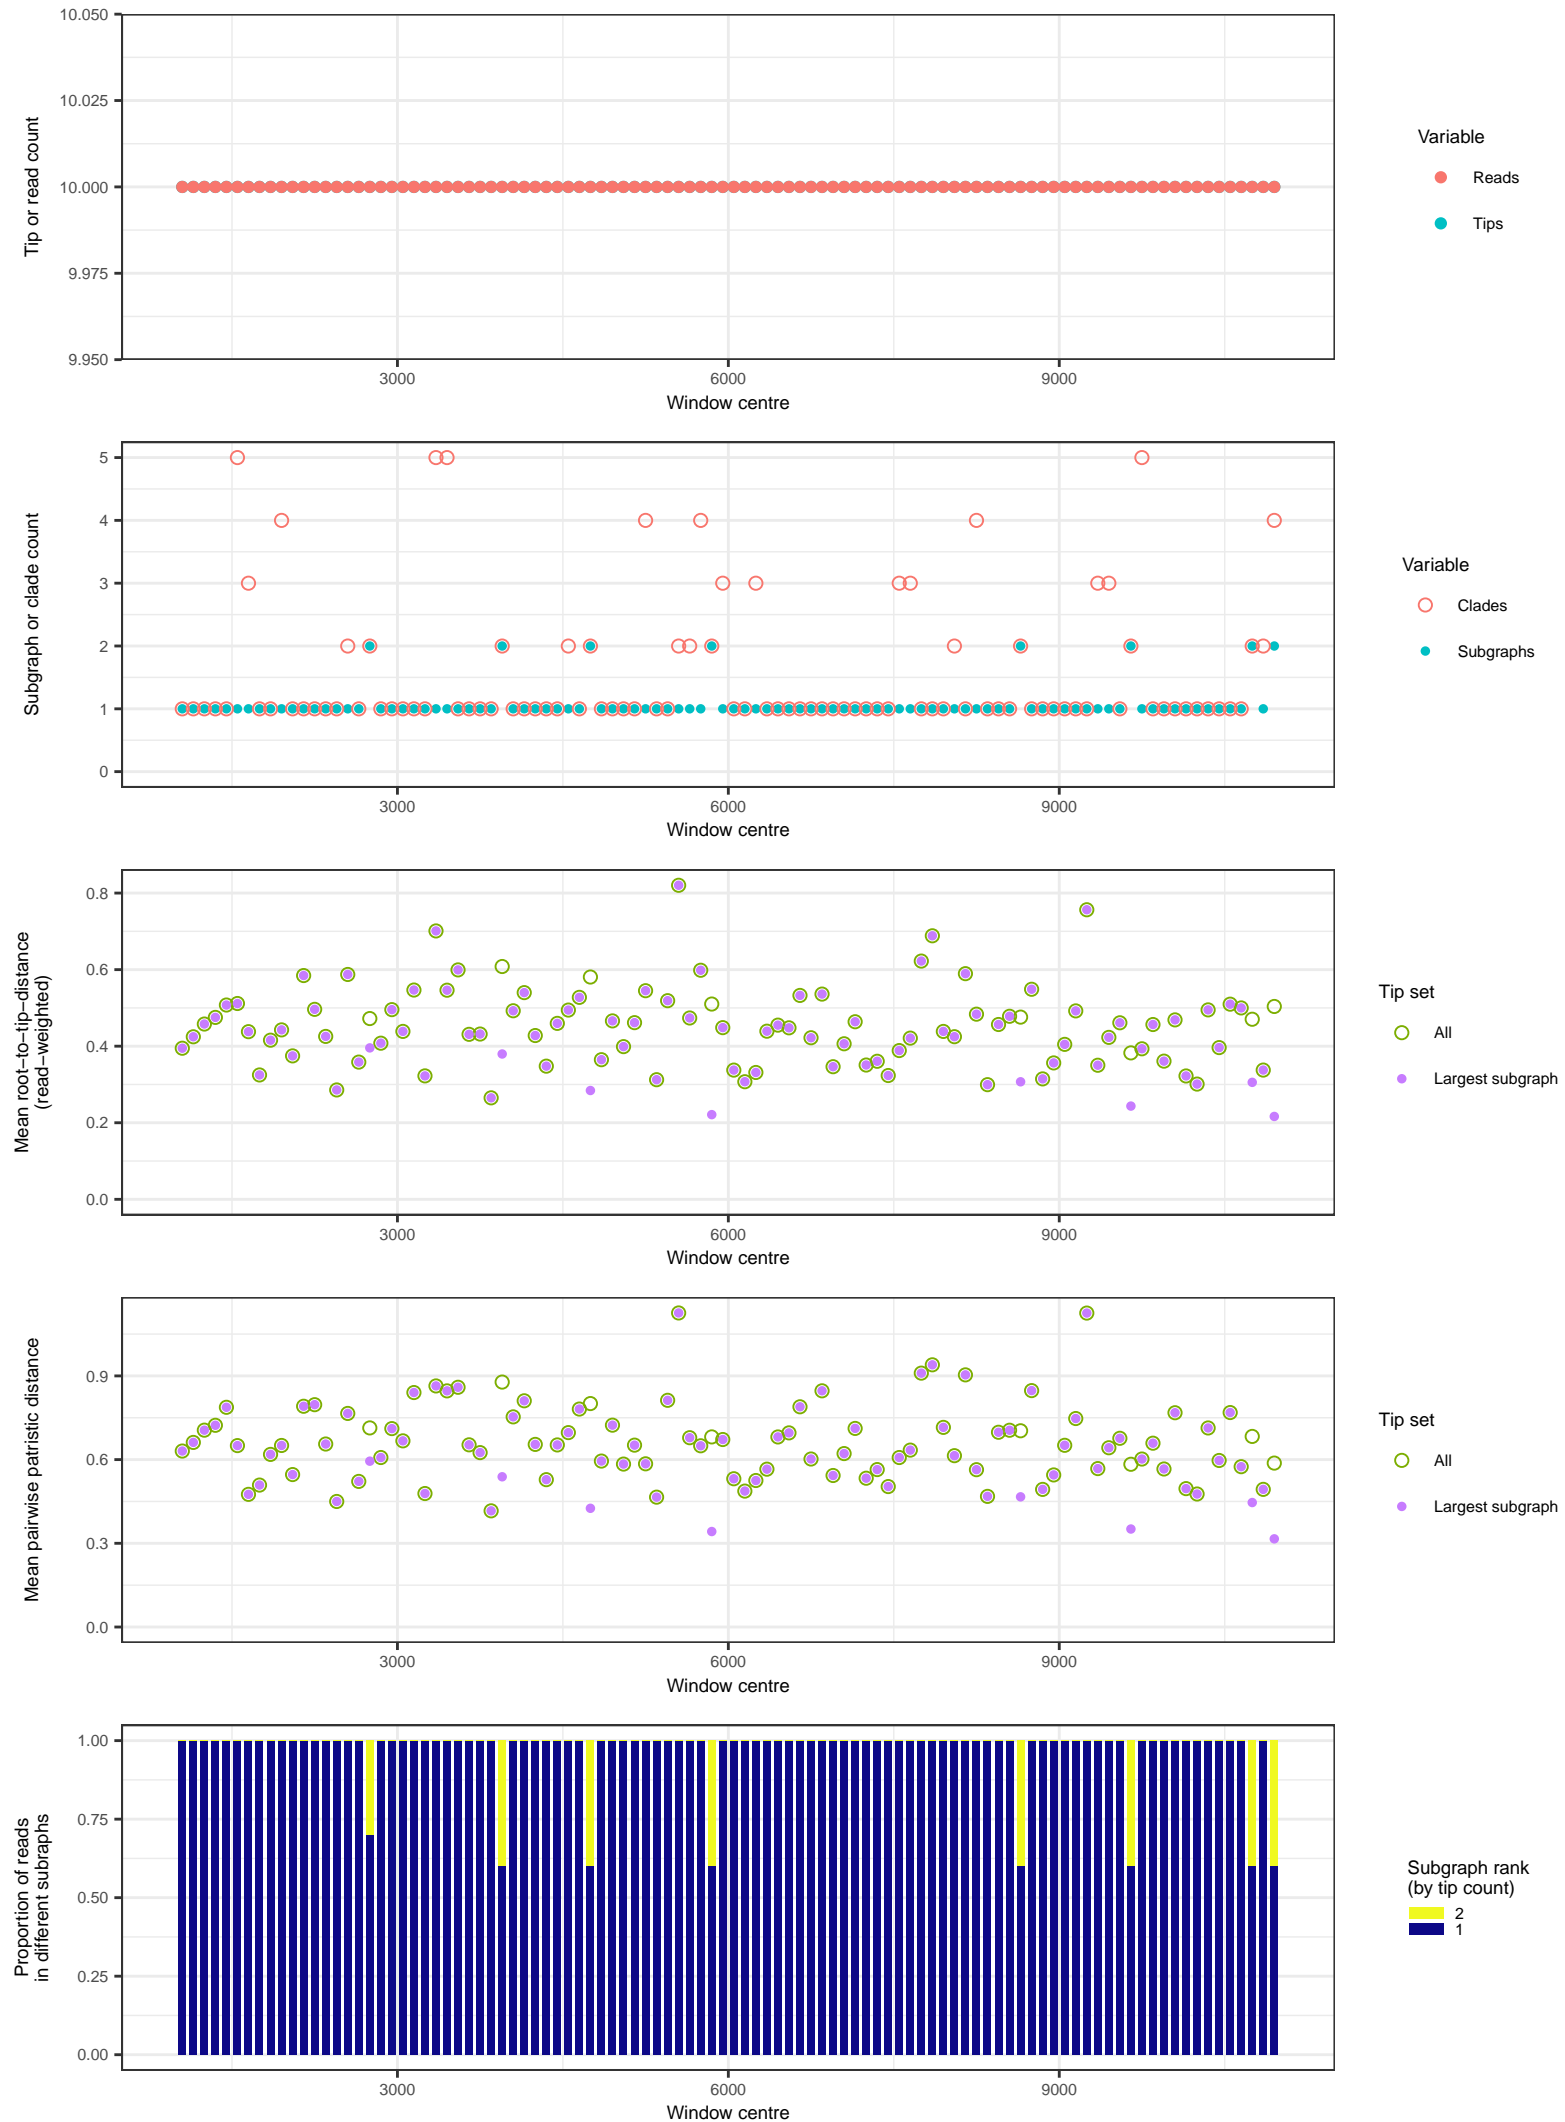 10.050
10.025
10.000
9.975
9.950
Tip or read count
3000 6000 9000
Window centre
Variable
Reads
Tips
5
4
3
2
1
0
Subgraph or clade count
3000 6000 9000
Window centre
Variable
Clades
Subgraphs
0.8
0.6
0.4
0.2
0.0
Mean root−to−tip−distance
(read−weighted)
3000 6000 9000
Window centre
Tip set
All
Largest subgraph
0.9
0.6
0.3
0.0
Mean pairwise patristic distance
3000 6000 9000
Window centre
Tip set
All
Largest subgraph
1.00
0.75
0.50
0.25
0.00
Proportion of reads
in different subraphs
3000 6000 9000
Window centre
Subgraph rank
(by tip count)
2
1